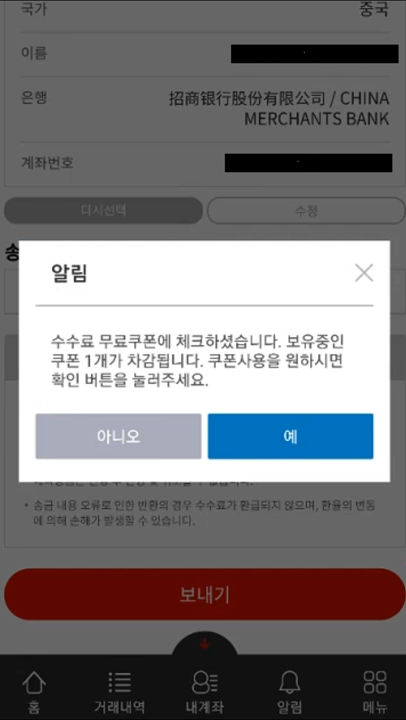 국가
중국
이름
은행
招商银行股份有限公司 / CHINA
MERCHANTS BANK
계좌번호
다시선택
수정
송
알림
수수료 무료쿠폰에 체크하셨습니다. 보유중인
쿠폰 1개가 차감됩니다. 쿠폰사용을 원하시면
확인 버튼을 눌러주세요.
아니오
예
* 송금 내용 오류로 인한 반환의 경우 수수료가 환급되지 않으며, 환율의 변동
에 의해 손해가 발생할 수 있습니다.
보내기
홈
거래내역
내계좌
알림
메뉴